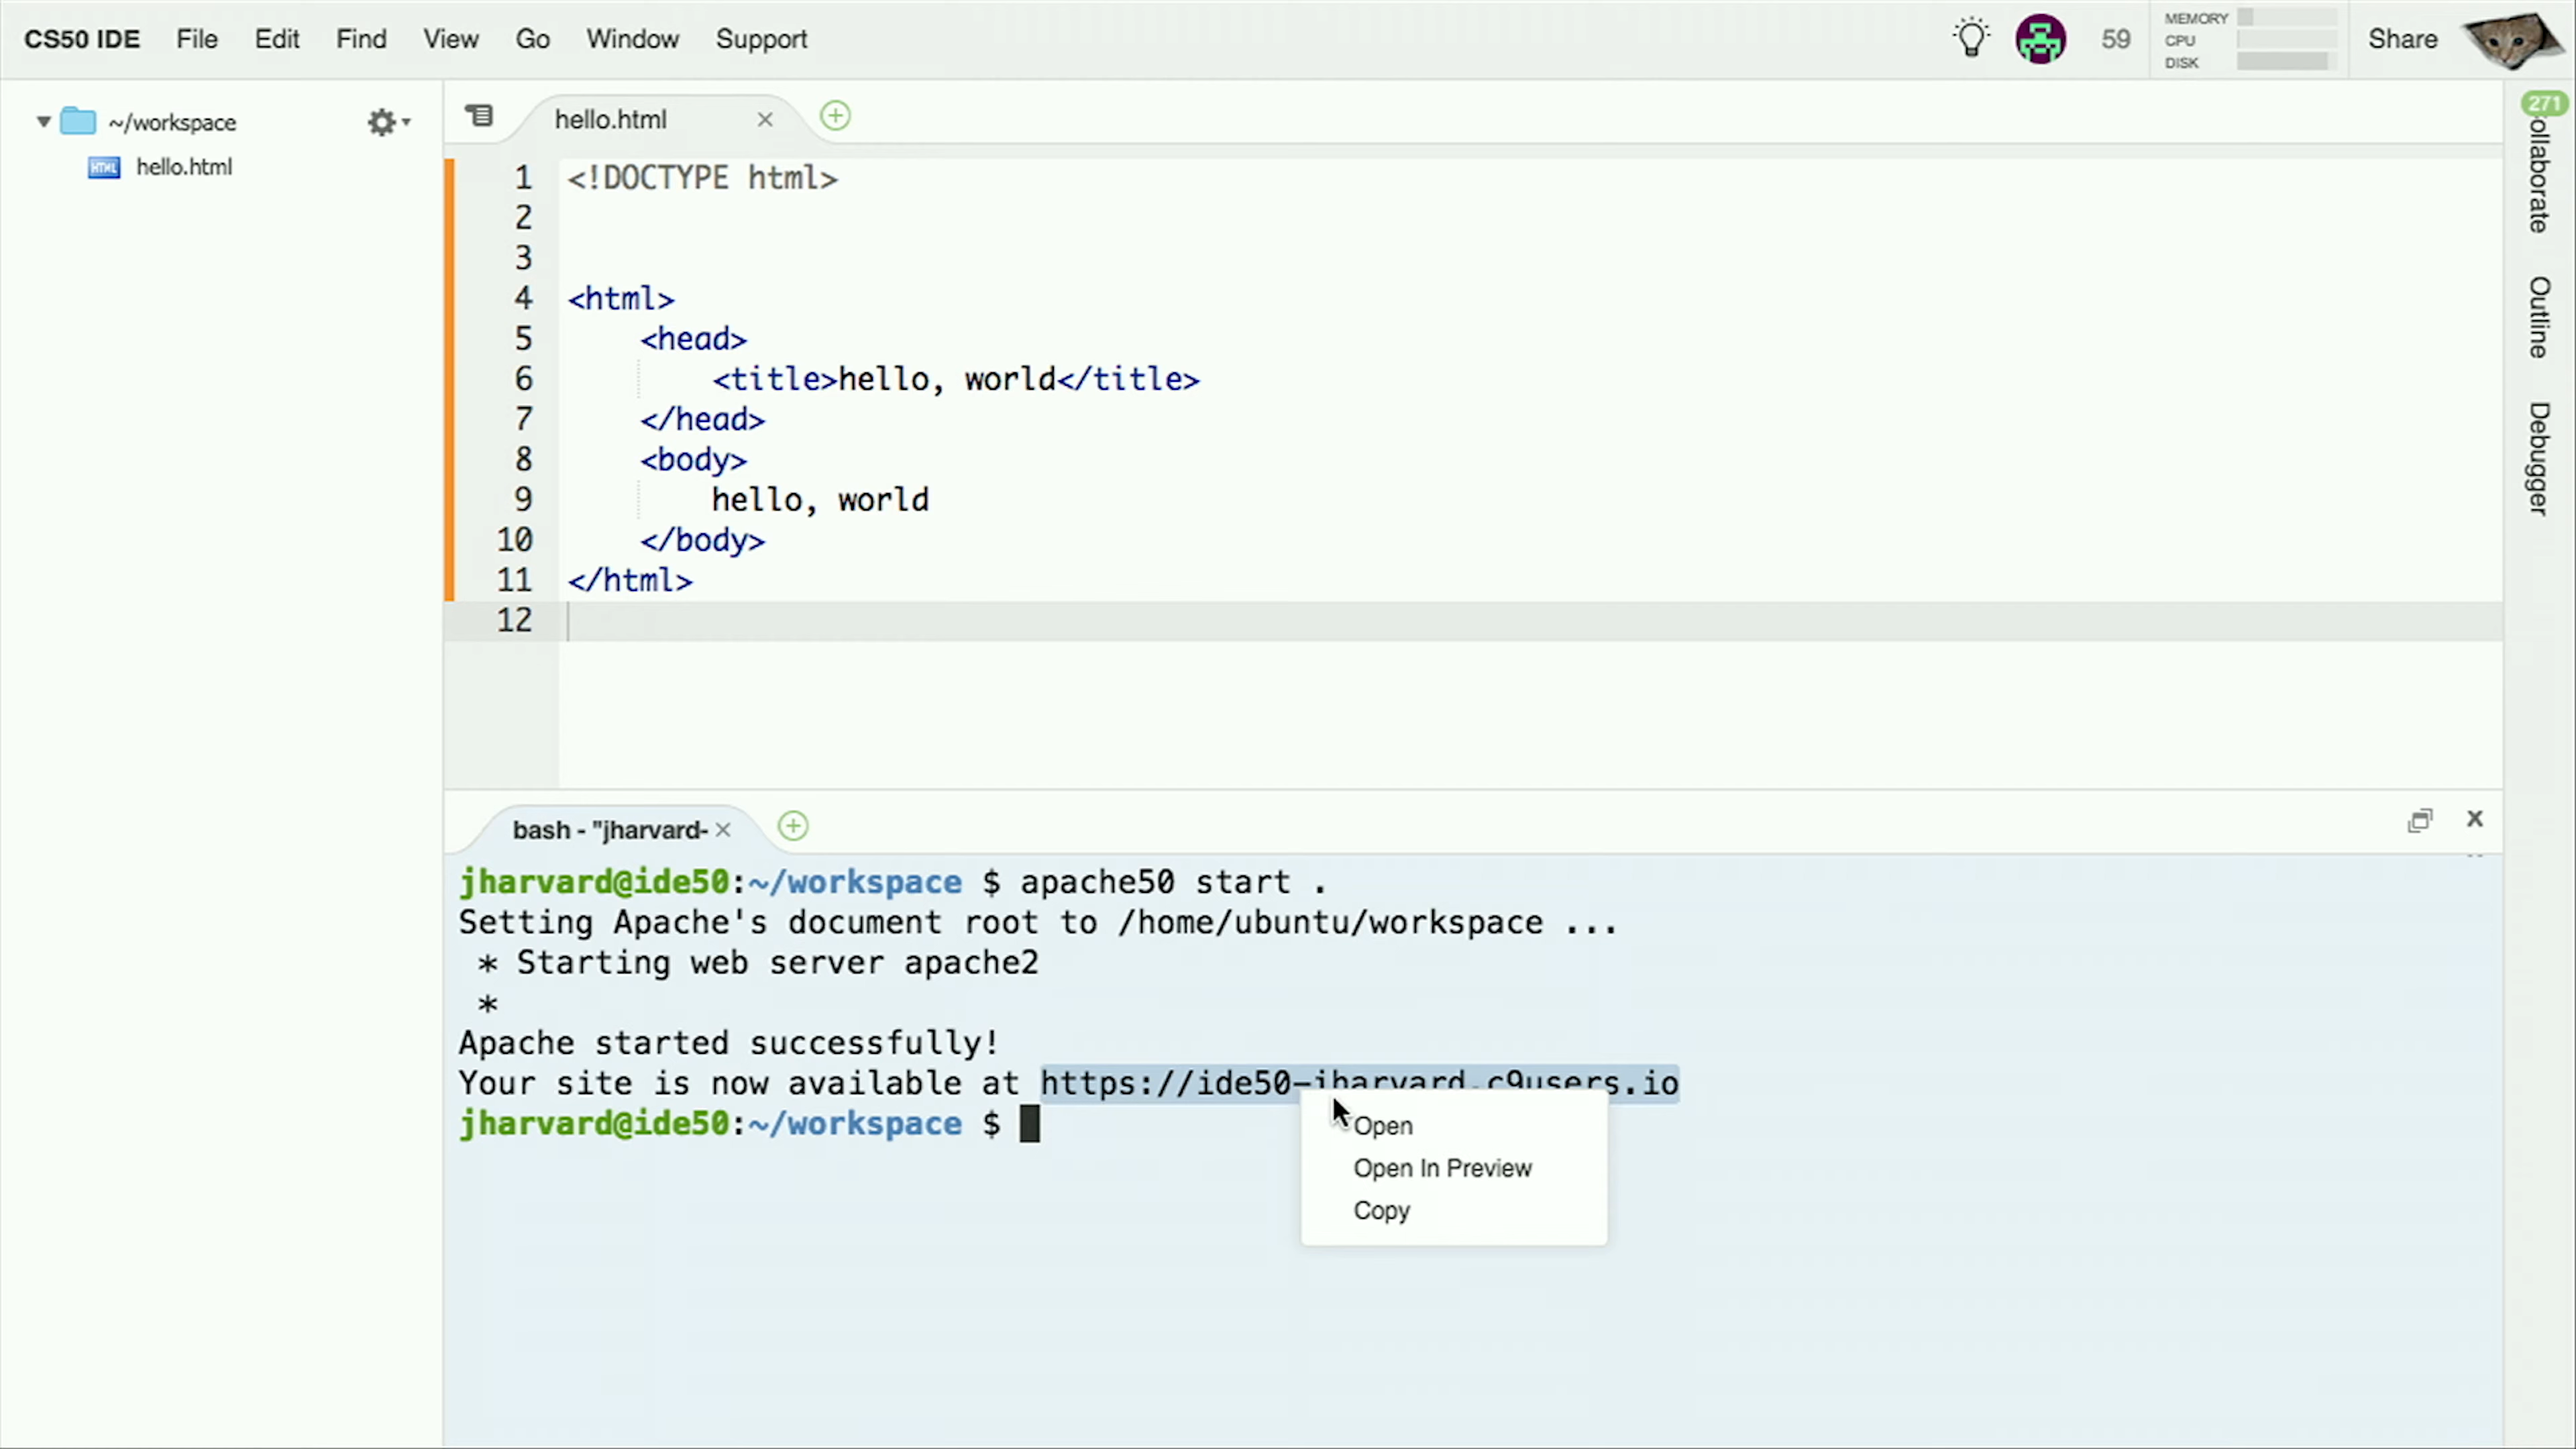 CS50 IDE File Edit Find View Go Window Support 59 MEMORY CPU DISK Share
~/workspace
HTML hello.html
hello.html
271
Collaborate
Outline
Debugger
1 <!DOCTYPE html>
2
3
4 <html>
5 <head>
6 <title>hello, world</title>
7 </head>
8 <body>
9 hello, world
10 </body>
11 </html>
12
bash - "jharvard-
jharvard@ide50:~/workspace $ apache50 start .
Setting Apache's document root to /home/ubuntu/workspace ...
* Starting web server apache2
*
Apache started successfully!
Your site is now available at https://ide50-jharvard.c9users.io
jharvard@ide50:~/workspace $
Open
Open In Preview
Copy